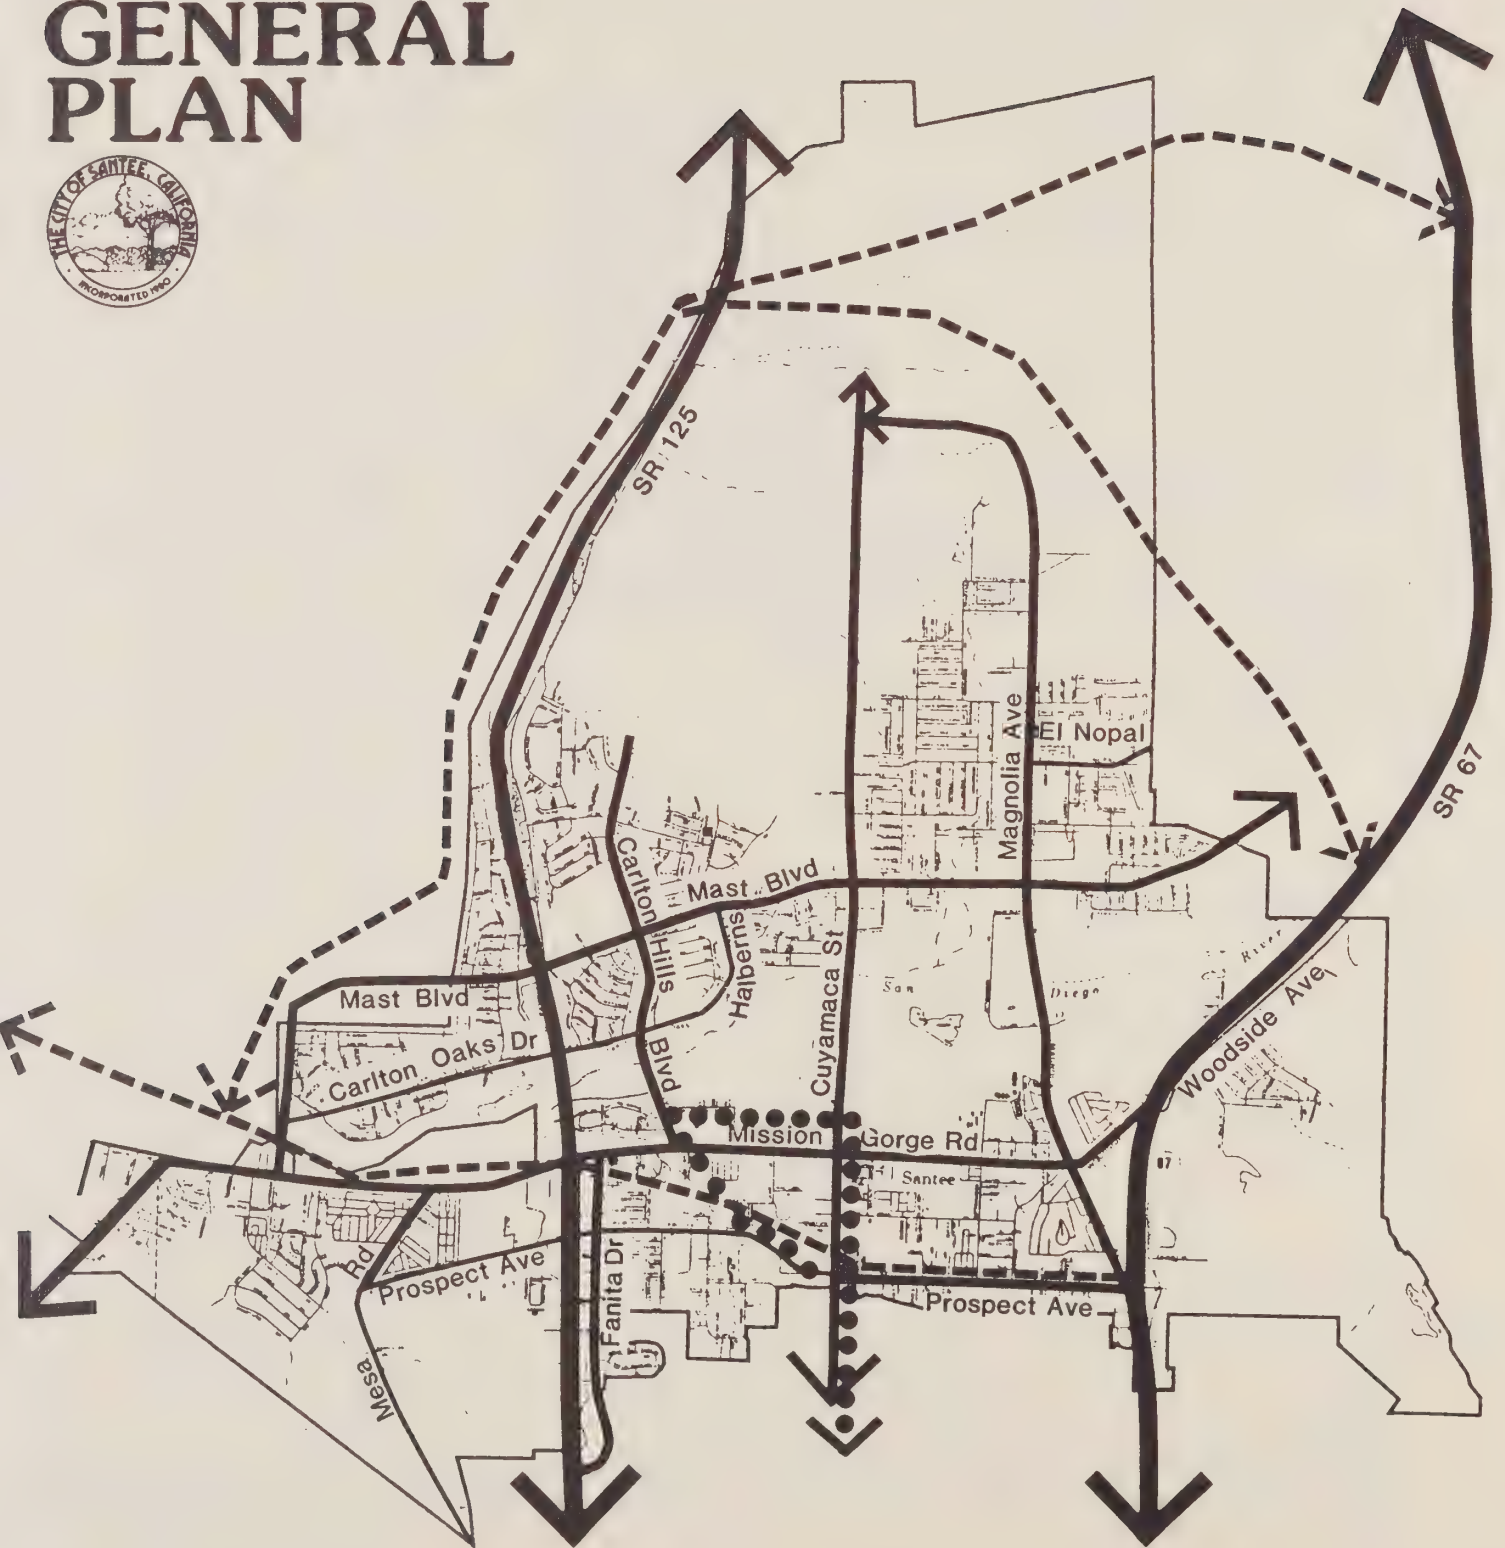 GENERAL
PLAN
THE CITY OF SANTEE, CALIFORNIA
INCORPORATED 1980
SR 125
Magnolia Ave
El Nopal
SR 67
Carlton Hills Blvd
Mast Blvd
Halberns
Cuyamaca St
San Diego River
Mast Blvd
Carlton Oaks Dr
Woodside Ave
Mission Gorge Rd
67
Santee
Mesa Rd
Prospect Ave
Fanita Dr
Prospect Ave